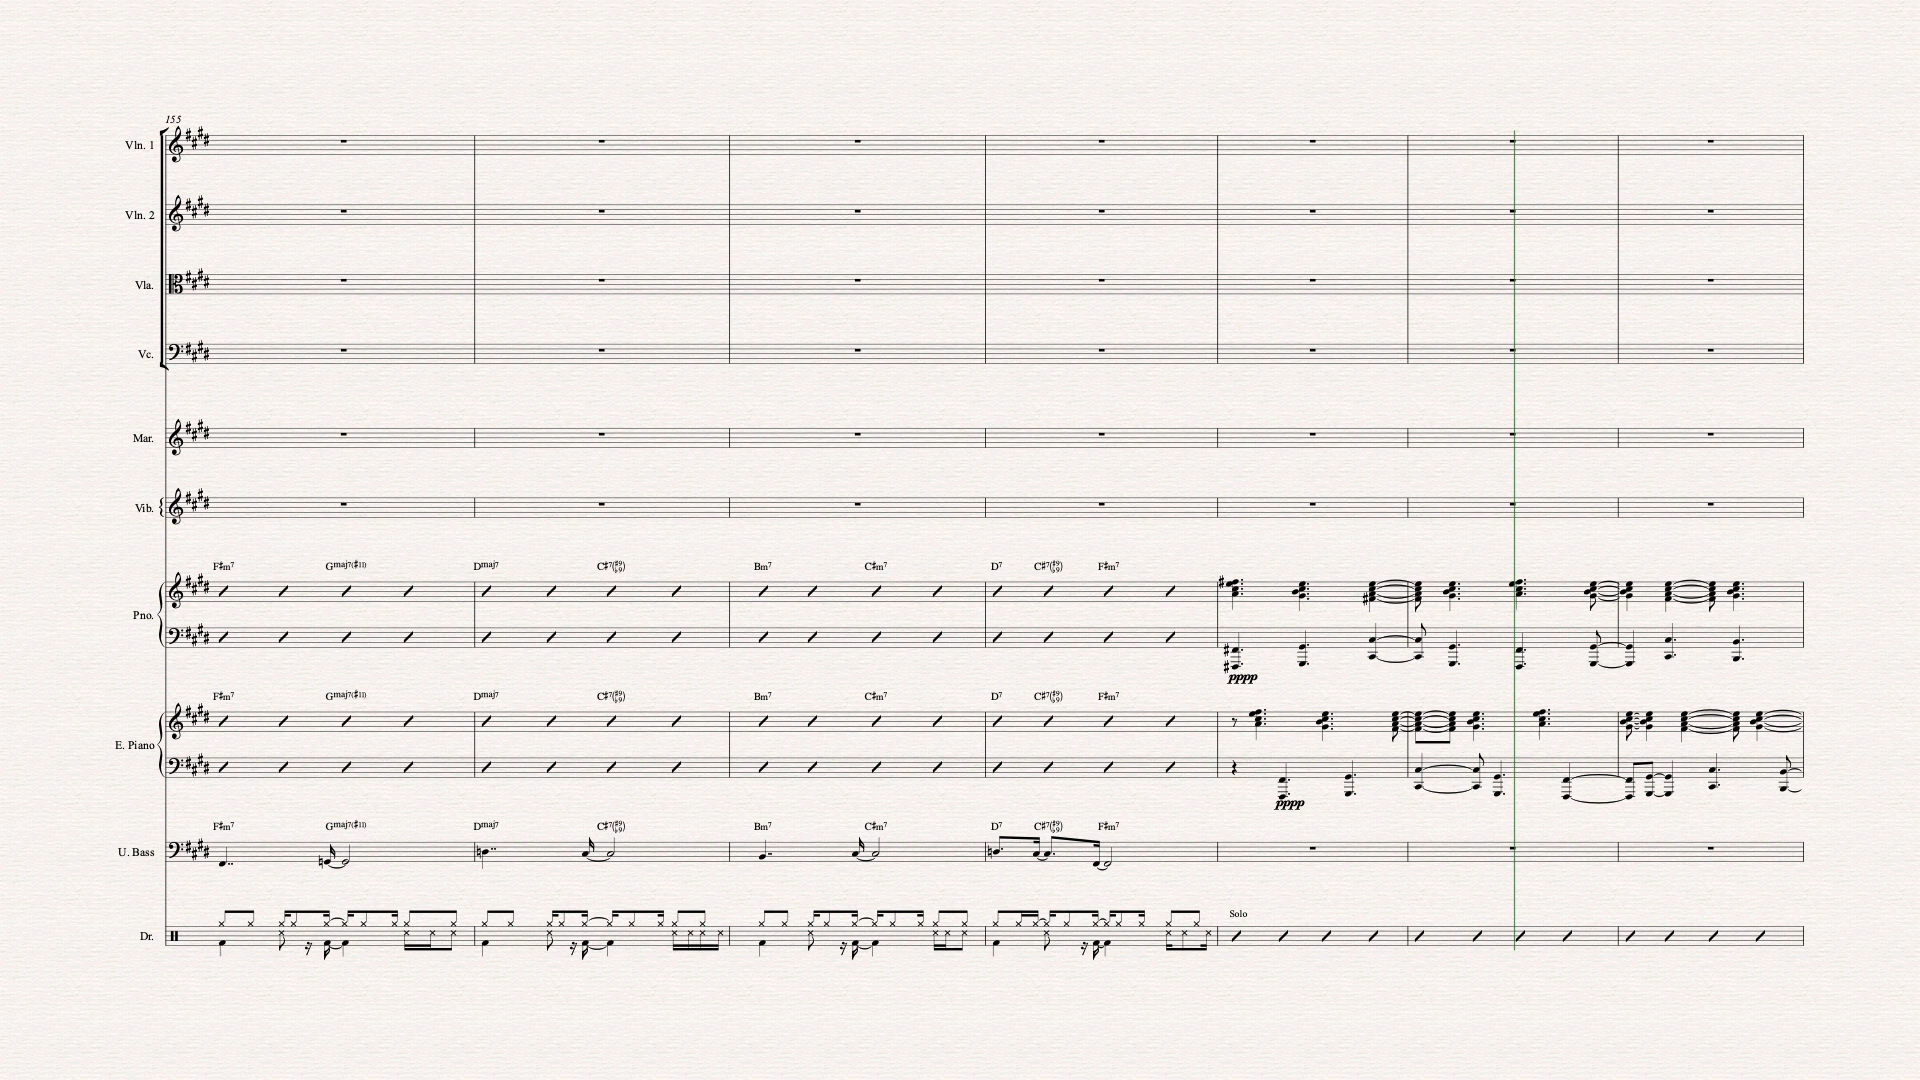 155
Vln. 1
Vln. 2
Vla.
Vc.
Mar.
Vib.
F♯m7 Gmaj7(♯11) Dmaj7 C♯7(♯9♭9) Bm7 C♯m7 D7 C♯7(♯9♭9) F♯m7
Pno.
pppp
F♯m7 Gmaj7(♯11) Dmaj7 C♯7(♯9♭9) Bm7 C♯m7 D7 C♯7(♯9♭9) F♯m7
E. Piano
pppp
F♯m7 Gmaj7(♯11) Dmaj7 C♯7(♯9♭9) Bm7 C♯m7 D7 C♯7(♯9♭9) F♯m7
U. Bass
Solo
Dr.